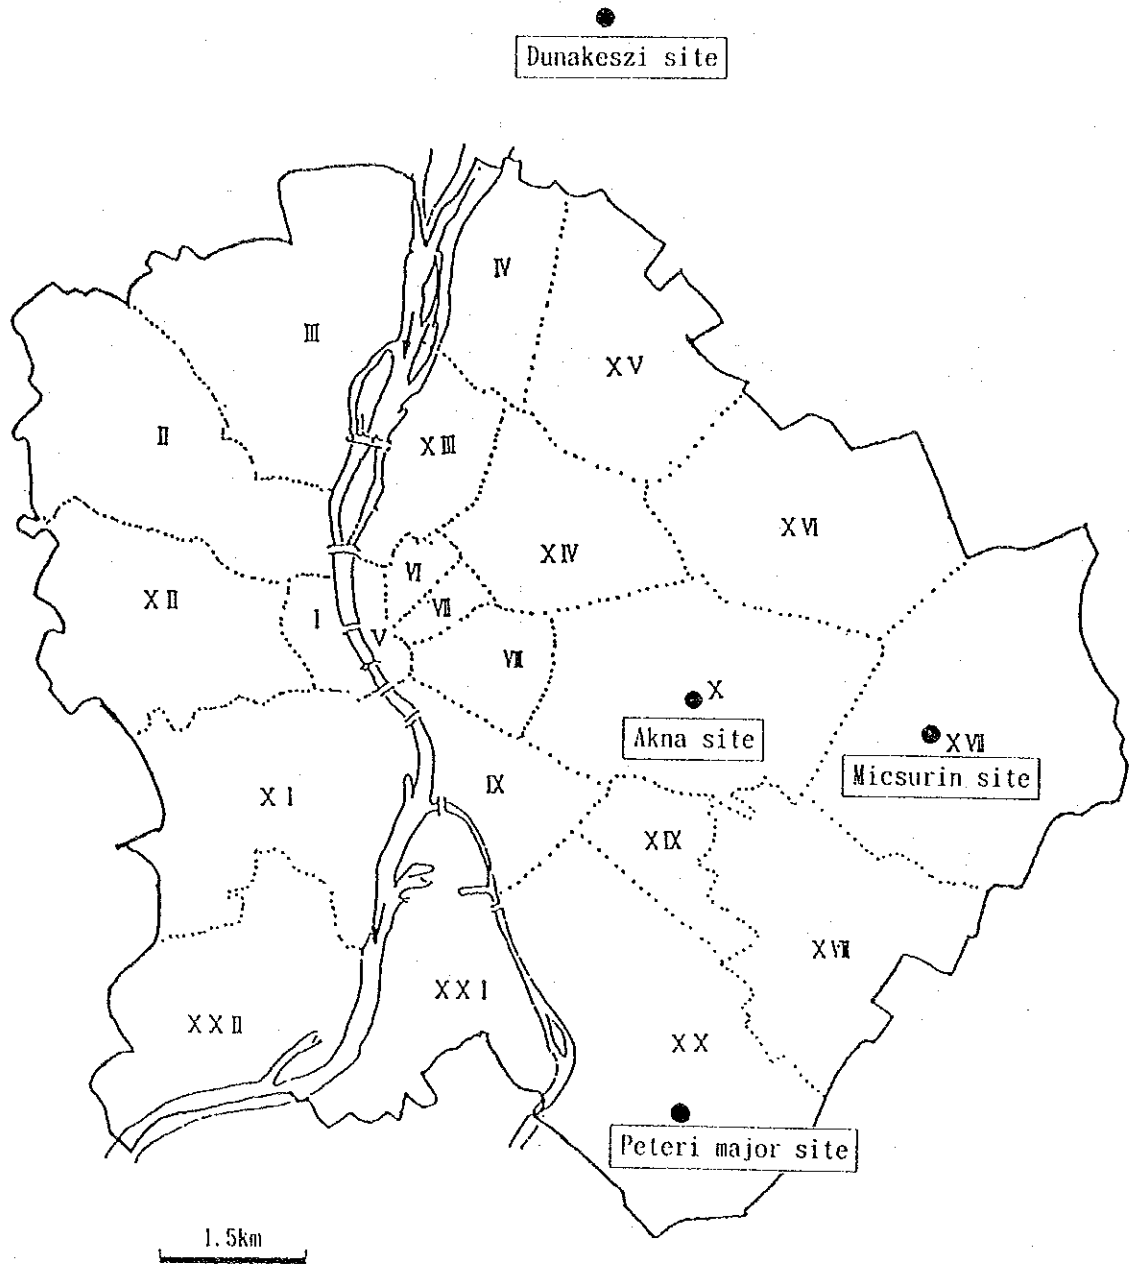 Dunakeszi site
IV
III
XV
II
XIII
XVI
XIV
VI
XII
VII
I
V
VIII
X
Akna site
XVII
Micsurin site
IX
XI
XIX
XVIII
XXI
XXII
XX
Peteri major site
1.5km